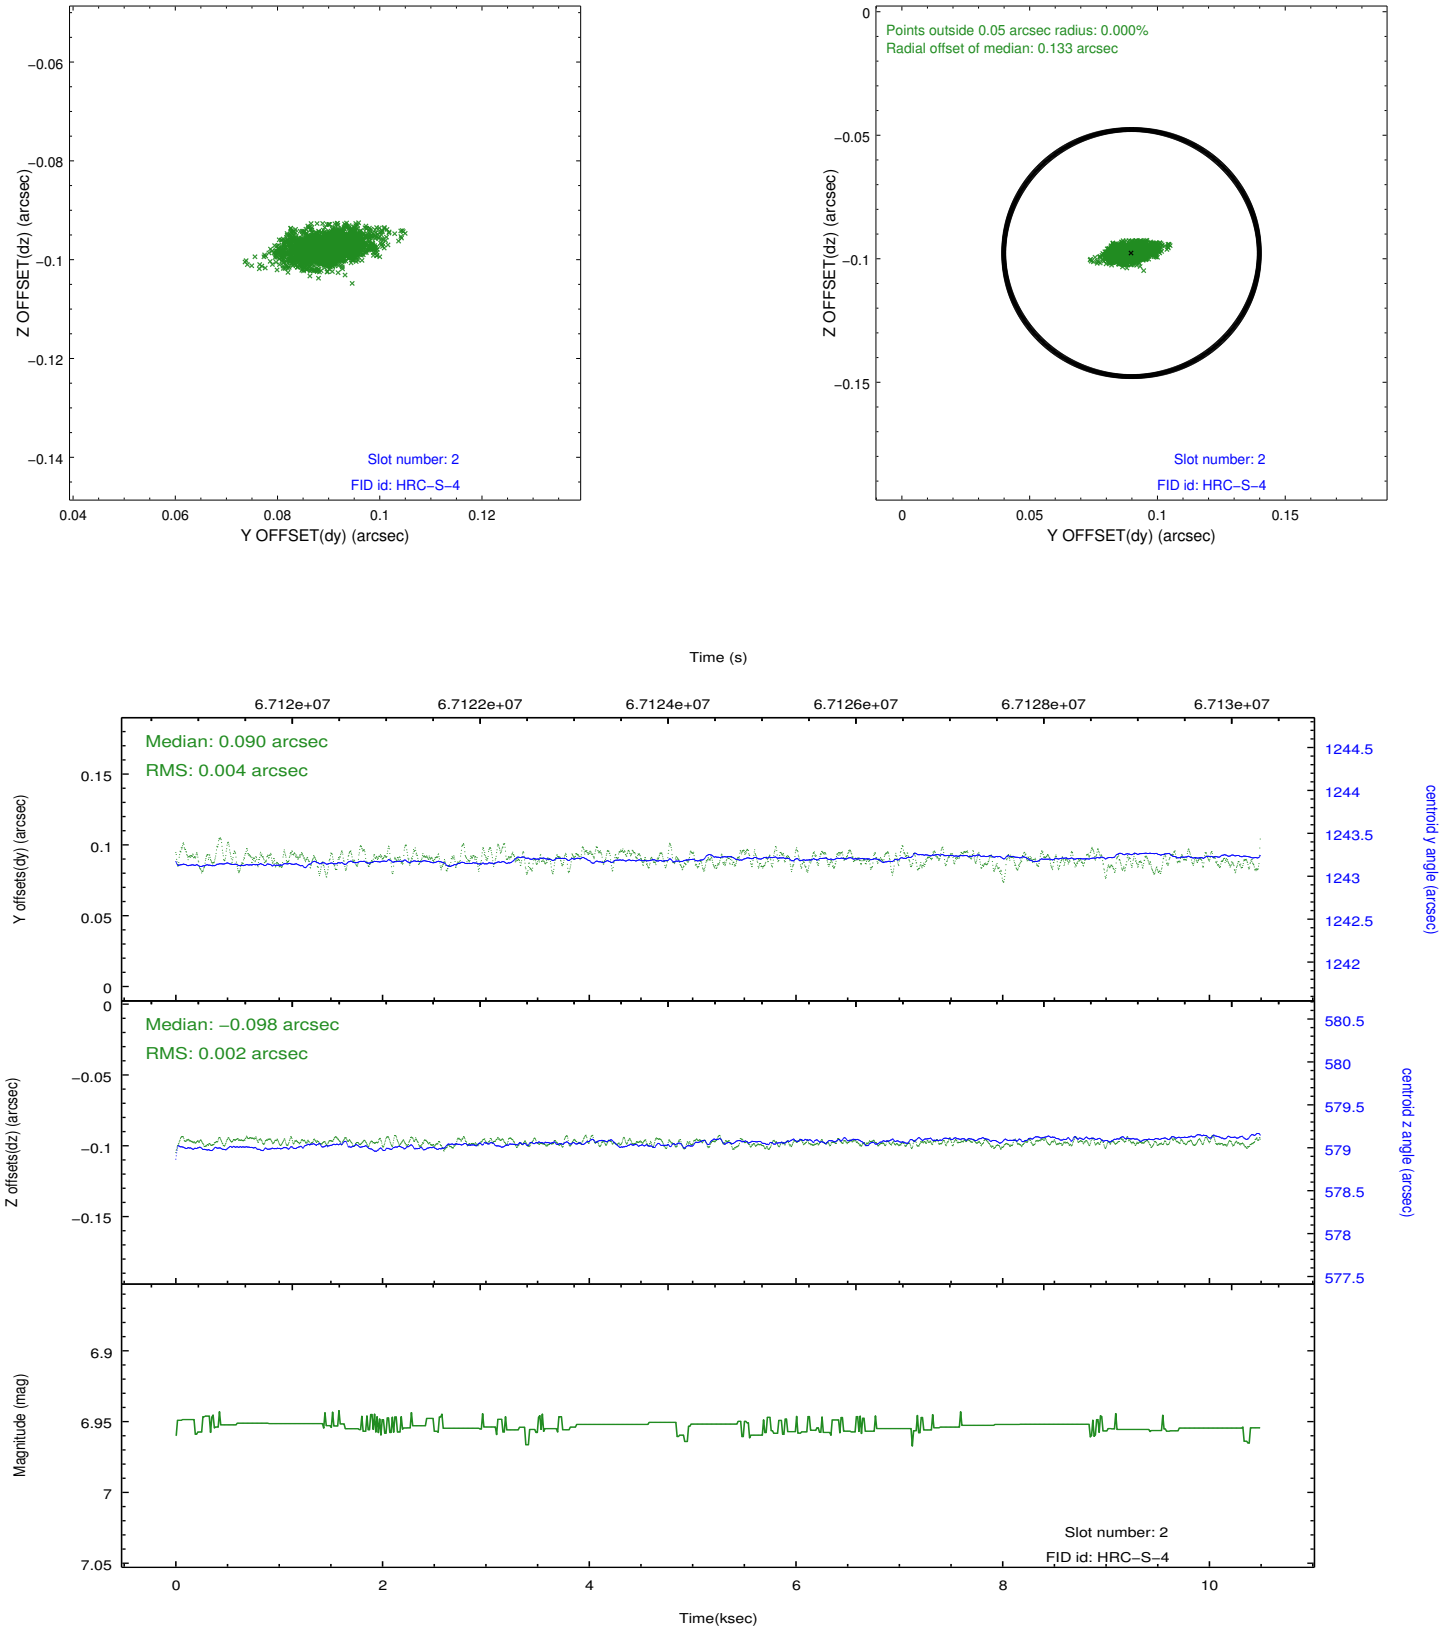 −0.06
−0.08
−0.1
−0.12
−0.14
Z OFFSET(dz) (arcsec)
Slot number: 2
FID id: HRC−S−4
0.04 0.06 0.08 0.1 0.12
Y OFFSET(dy) (arcsec)
Points outside 0.05 arcsec radius: 0.000%
Radial offset of median: 0.133 arcsec
0
−0.05
−0.1
−0.15
Z OFFSET(dz) (arcsec)
Slot number: 2
FID id: HRC−S−4
0 0.05 0.1 0.15
Y OFFSET(dy) (arcsec)
Time (s)
6.712e+07 6.7122e+07 6.7124e+07 6.7126e+07 6.7128e+07 6.713e+07
Median: 0.090 arcsec
RMS: 0.004 arcsec
0.15
0.1
0.05
0
Y offsets(dy) (arcsec)
1244.5
1244
1243.5
1243
1242.5
1242
centroid y angle (arcsec)
Median: −0.098 arcsec
RMS: 0.002 arcsec
0
−0.05
−0.1
−0.15
Z offsets(dz) (arcsec)
580.5
580
579.5
579
578.5
578
577.5
centroid z angle (arcsec)
6.9
6.95
7
7.05
Magnitude (mag)
Slot number: 2
FID id: HRC−S−4
0 2 4 6 8 10
Time(ksec)